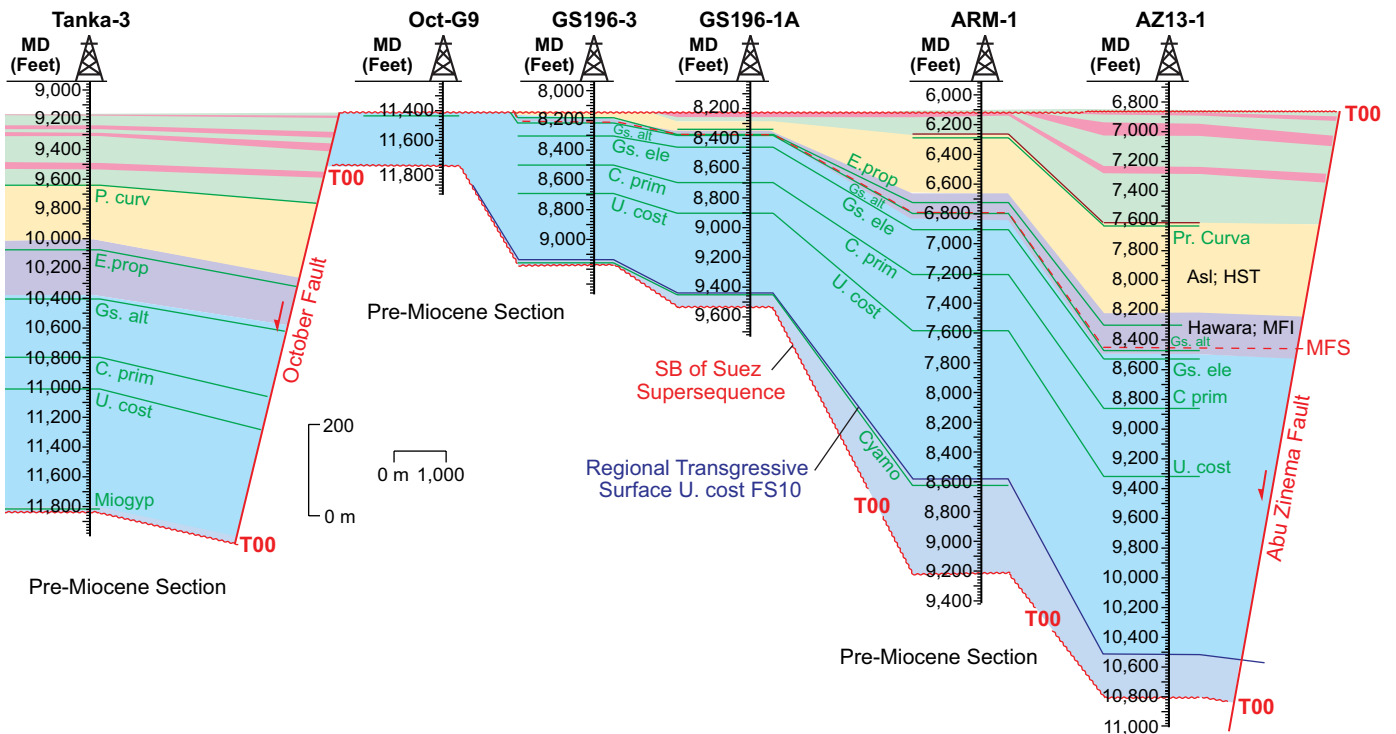 Tanka-3
Oct-G9
GS196-3
GS196-1A
ARM-1
AZ13-1
MD
(Feet)
MD
(Feet)
MD
(Feet)
MD
(Feet)
MD
(Feet)
MD
(Feet)
9,000
9,200
9,400
9,600
9,800
10,000
10,200
10,400
10,600
10,800
11,000
11,200
11,400
11,600
11,800
P. curv
E.prop
Gs. alt
C. prim
U. cost
Miogyp
October Fault
T00
T00
Pre-Miocene Section
11,400
11,600
11,800
Pre-Miocene Section
200
0 m
0 m 1,000
8,000
8,200
8,400
8,600
8,800
9,000
Gs. alt
Gs. ele
C. prim
U. cost
8,200
8,400
8,600
8,800
9,000
9,200
9,400
9,600
SB of Suez
Supersequence
Regional Transgressive
Surface U. cost FS10
E.prop
Gs. alt
Gs. ele
C. prim
U. cost
Cyamo
T00
6,000
6,200
6,400
6,600
6,800
7,000
7,200
7,400
7,600
7,800
8,000
8,200
8,400
8,600
8,800
9,000
9,200
9,400
T00
Pre-Miocene Section
6,800
7,000
7,200
7,400
7,600
7,800
8,000
8,200
8,400
8,600
8,800
9,000
9,200
9,400
9,600
9,800
10,000
10,200
10,400
10,600
10,800
11,000
T00
Pr. Curva
Asl; HST
Hawara; MFI
Gs. alt
MFS
Gs. ele
C prim
U. cost
Abu Zinema Fault
T00